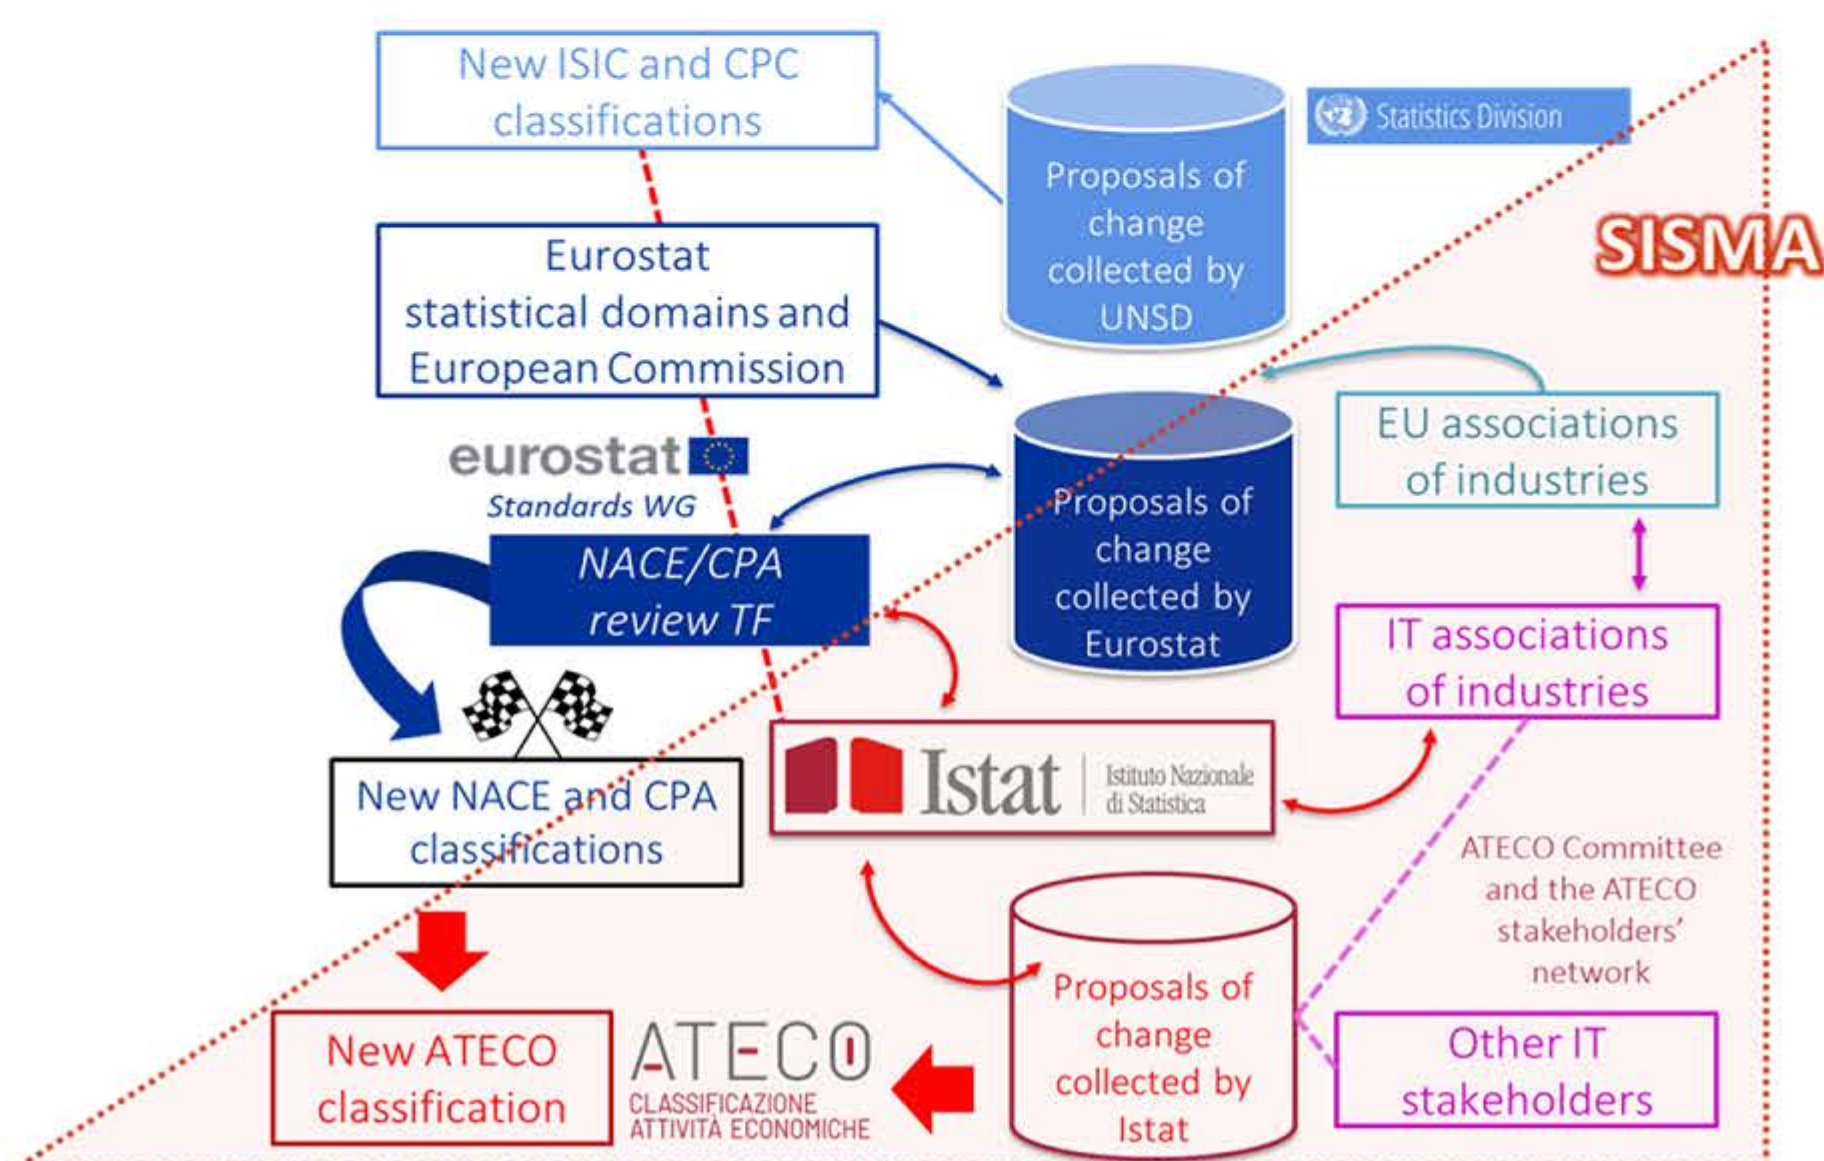 New ISIC and CPC
classifications
Proposals of
change
collected by
UNSD
Statistics Division
SISMA
Eurostat
statistical domains and
European Commission
eurostat
Standards WG
NACE/CPA
review TF
Proposals of
change
collected by
Eurostat
EU associations
of industries
IT associations
of industries
New NACE and CPA
classifications
Istat
Istituto Nazionale
di Statistica
ATECO Committee
and the ATECO
stakeholders'
network
New ATECO
classification
ATECO
CLASSIFICAZIONE
ATTIVITÀ ECONOMICHE
Proposals of
change
collected by
Istat
Other IT
stakeholders